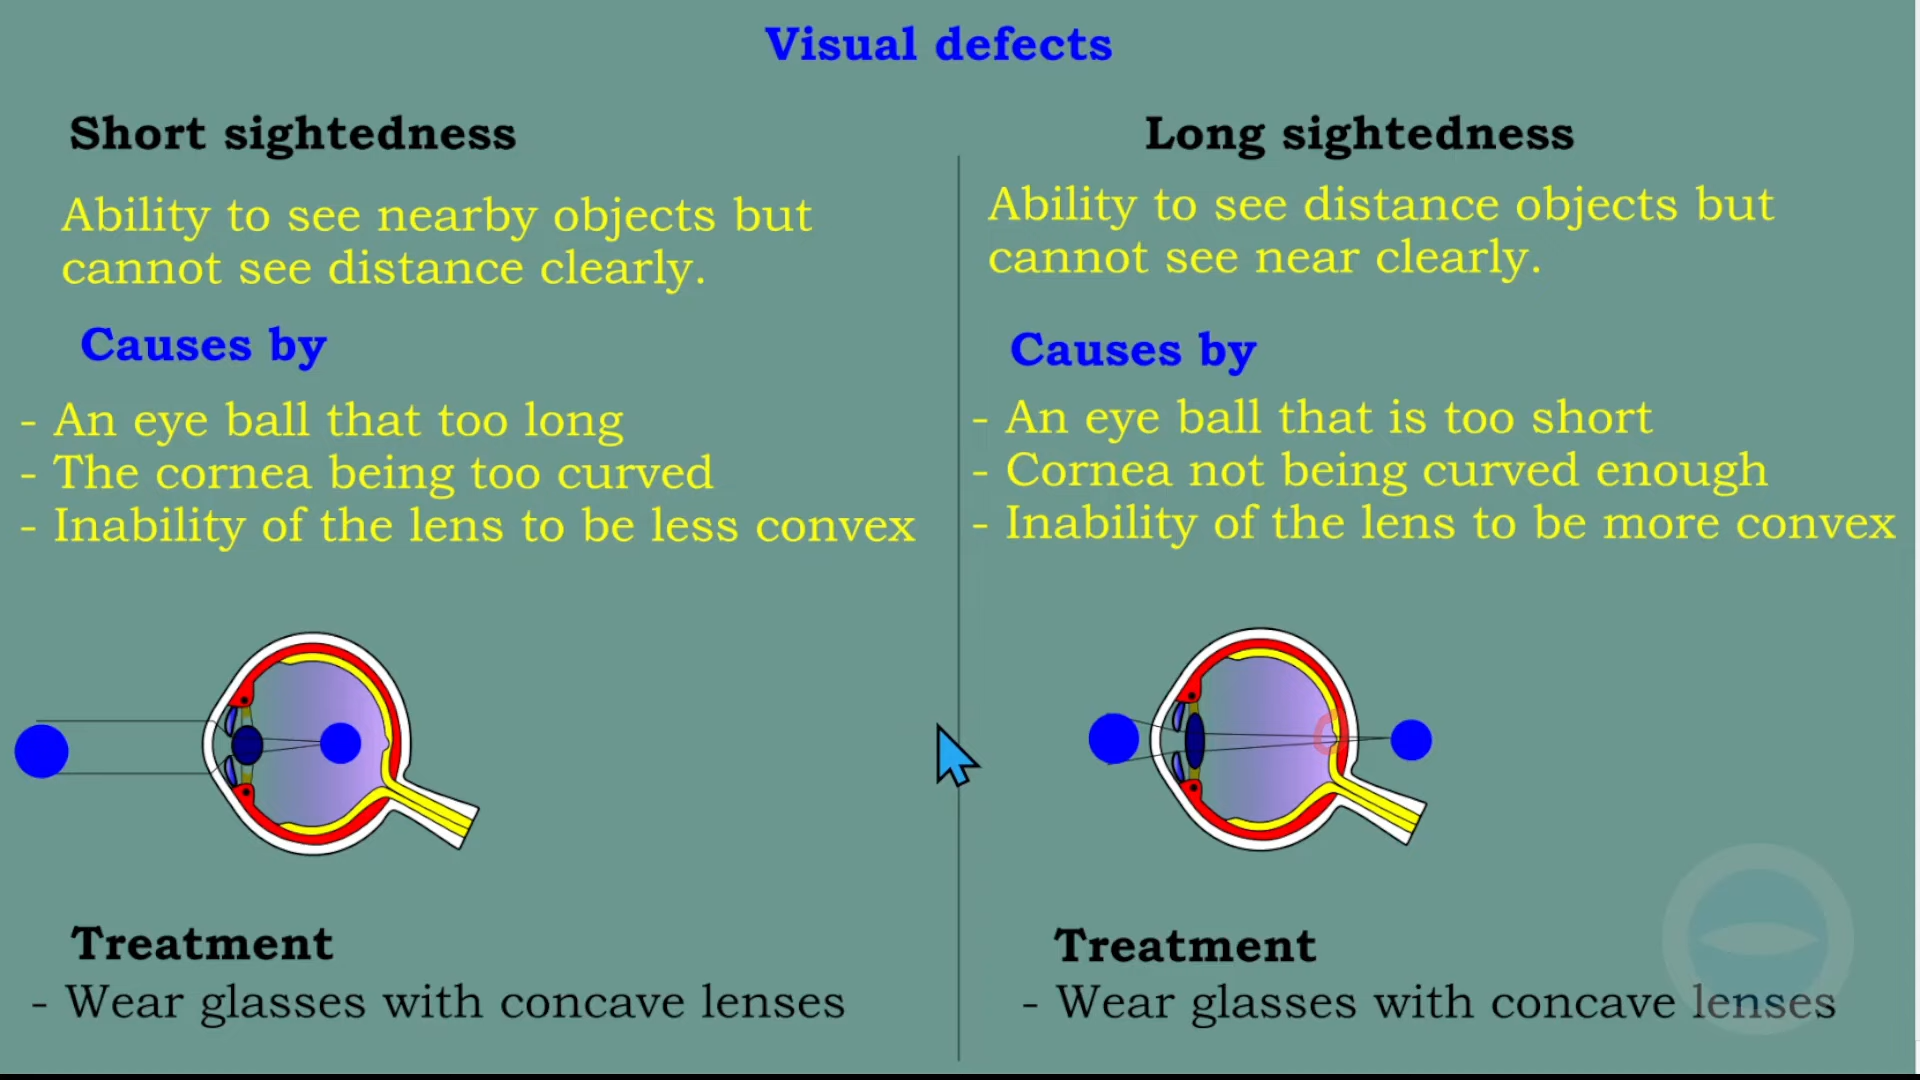 Visual defects
Short sightedness
Ability to see nearby objects but
cannot see distance clearly.
Causes by
- An eye ball that too long
- The cornea being too curved
- Inability of the lens to be less convex
Treatment
- Wear glasses with concave lenses
Long sightedness
Ability to see distance objects but
cannot see near clearly.
Causes by
- An eye ball that is too short
- Cornea not being curved enough
- Inability of the lens to be more convex
Treatment
- Wear glasses with concave lenses